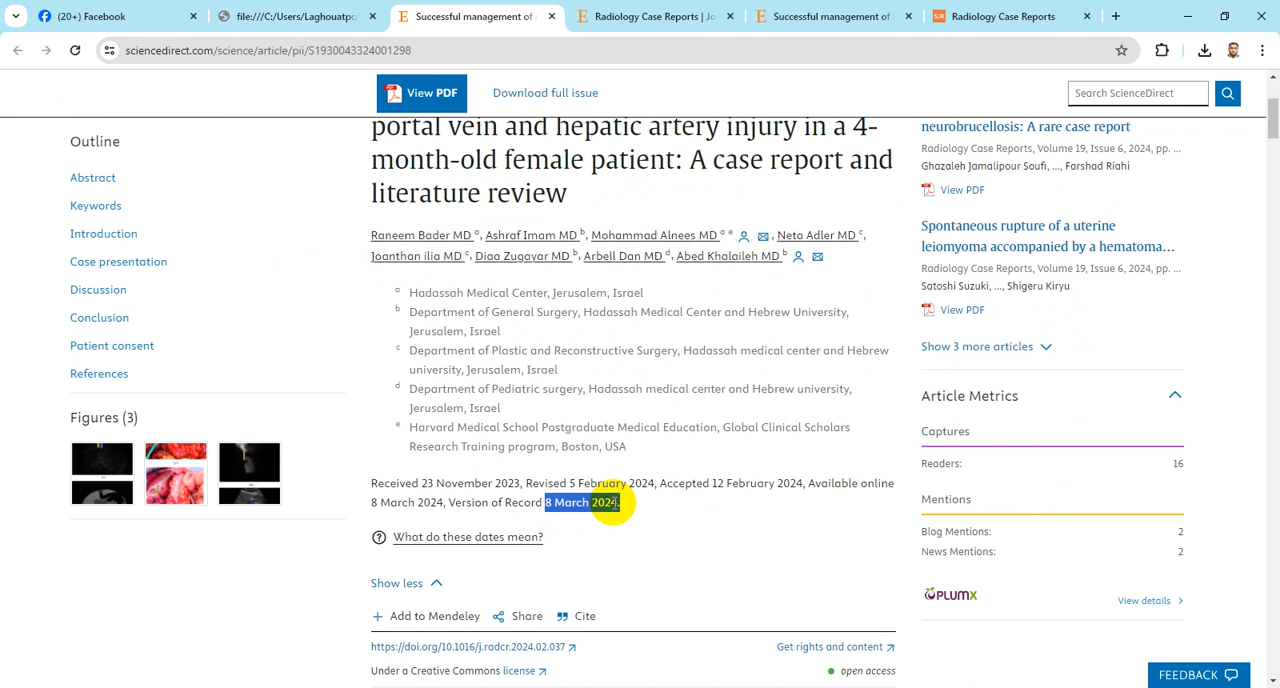 (20+) Facebook
file:///C:/Users/Laghouatpc/
Successful management of
Radiology Case Reports | Jo
Successful management of
SJR
Radiology Case Reports
sciencedirect.com/science/article/pii/S1930043324001298
View PDF
Download full issue
Search ScienceDirect
Outline
Abstract
Keywords
Introduction
Case presentation
Discussion
Conclusion
Patient consent
References
Figures (3)
portal vein and hepatic artery injury in a 4-
month-old female patient: A case report and
literature review
Raneem Bader MD a, Ashraf Imam MD b, Mohammad Alnees MD a e, Neta Adler MD c,
Joanthan ilia MD c, Diaa Zugayar MD b, Arbell Dan MD d, Abed Khalaileh MD b
a Hadassah Medical Center, Jerusalem, Israel
b Department of General Surgery, Hadassah Medical Center and Hebrew University,
Jerusalem, Israel
c Department of Plastic and Reconstructive Surgery, Hadassah medical center and Hebrew
university, Jerusalem, Israel
d Department of Pediatric surgery, Hadassah medical center and Hebrew university,
Jerusalem, Israel
e Harvard Medical School Postgraduate Medical Education, Global Clinical Scholars
Research Training program, Boston, USA
Received 23 November 2023, Revised 5 February 2024, Accepted 12 February 2024, Available online
8 March 2024, Version of Record 8 March 2024.
What do these dates mean?
Show less
Add to Mendeley
Share
Cite
https://doi.org/10.1016/j.radcr.2024.02.037
Get rights and content
Under a Creative Commons license
open access
neurobrucellosis: A rare case report
Radiology Case Reports, Volume 19, Issue 6, 2024, pp. ...
Ghazaleh Jamalipour Soufi, ..., Farshad Riahi
View PDF
Spontaneous rupture of a uterine
leiomyoma accompanied by a hematoma…
Radiology Case Reports, Volume 19, Issue 6, 2024, pp. ...
Satoshi Suzuki, ..., Shigeru Kiryu
View PDF
Show 3 more articles
Article Metrics
Captures
Readers: 16
Mentions
Blog Mentions: 2
News Mentions: 2
PLUMX
View details
FEEDBACK